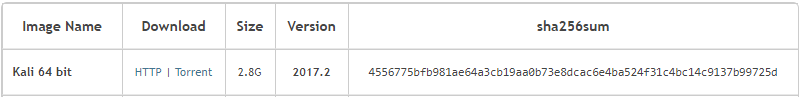 Image Name Download Size Version sha256sum
Kali 64 bit HTTP | Torrent 2.8G 2017.2 4556775bfb981ae64a3cb19aa0b73e8dcac6e4ba524f31c4bc14c9137b99725d